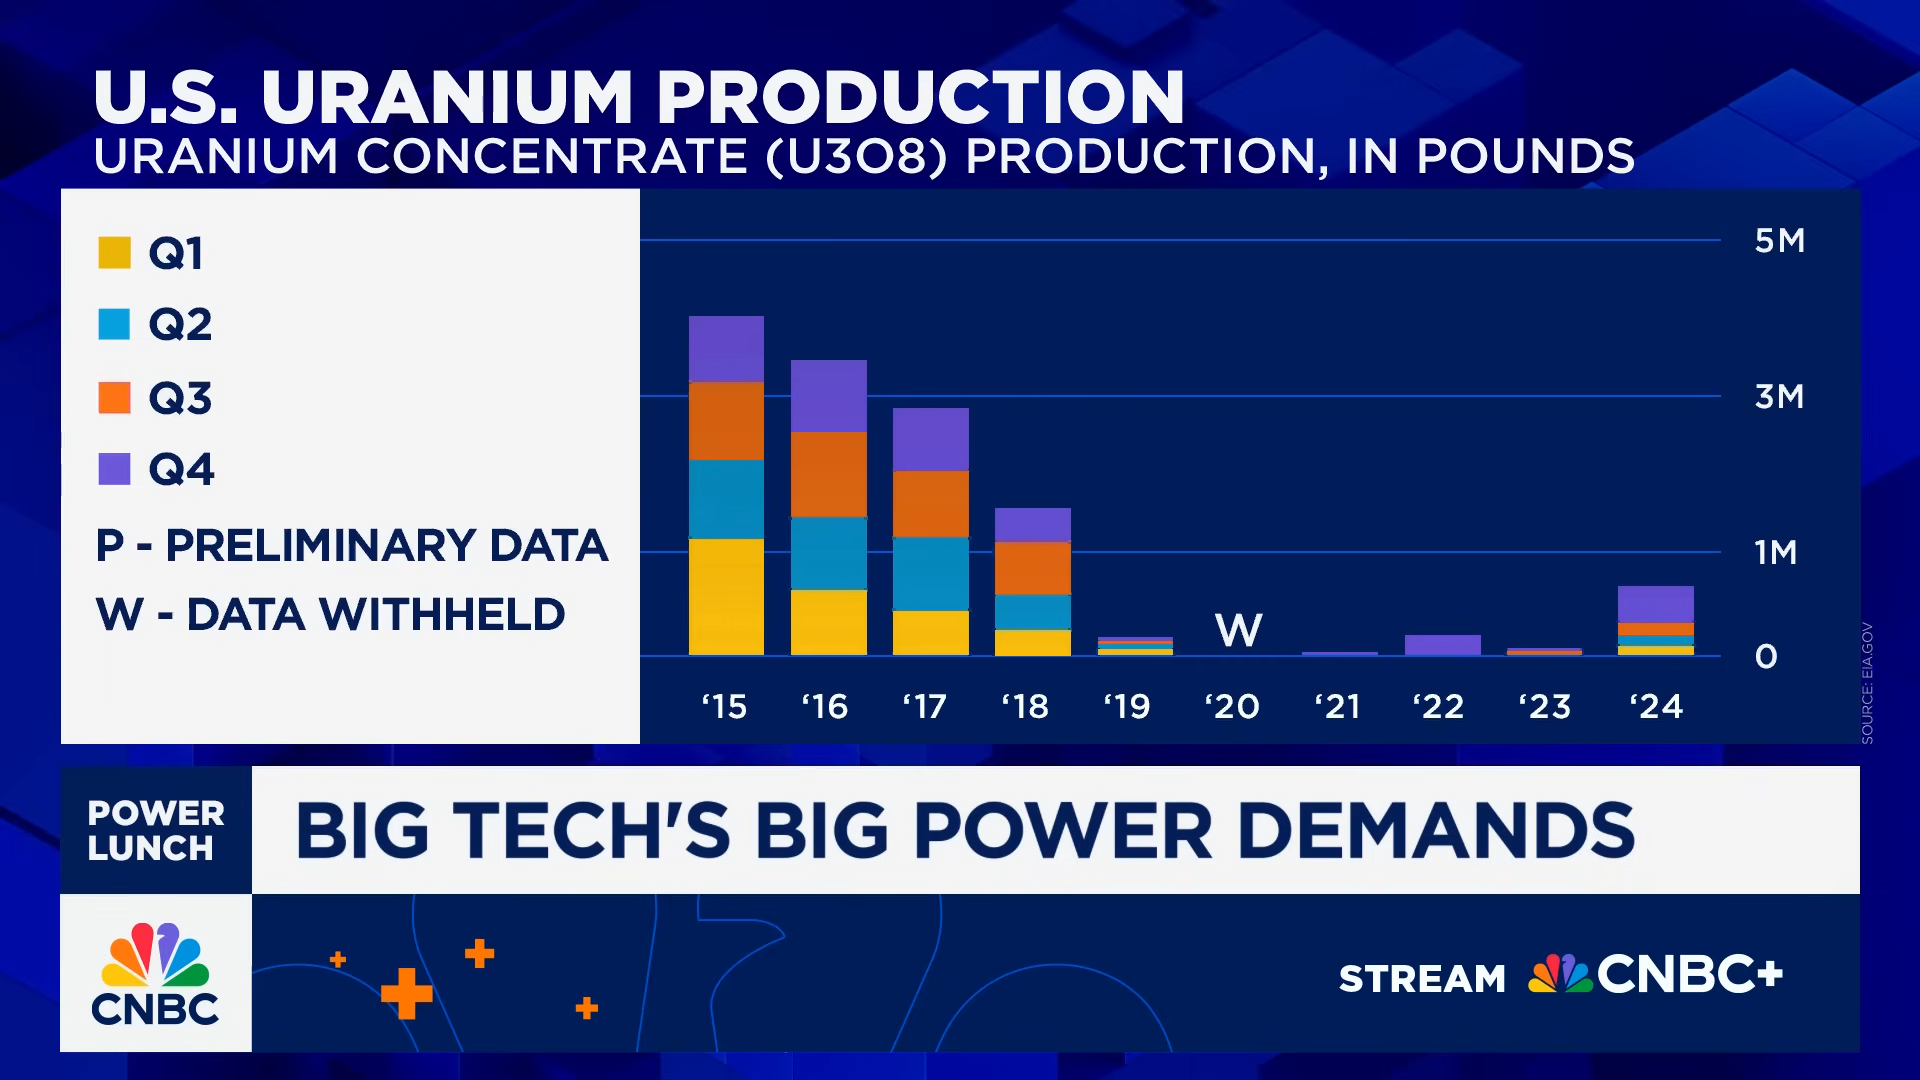 U.S. URANIUM PRODUCTION
URANIUM CONCENTRATE (U3O8) PRODUCTION, IN POUNDS
Q1
Q2
Q3
Q4
P - PRELIMINARY DATA
W - DATA WITHHELD
5M
3M
1M
0
W
‘15 ‘16 ‘17 ‘18 ‘19 ‘20 ‘21 ‘22 ‘23 ‘24
SOURCE: EIA.GOV
POWER
LUNCH
BIG TECH'S BIG POWER DEMANDS
CNBC
STREAM CNBC+